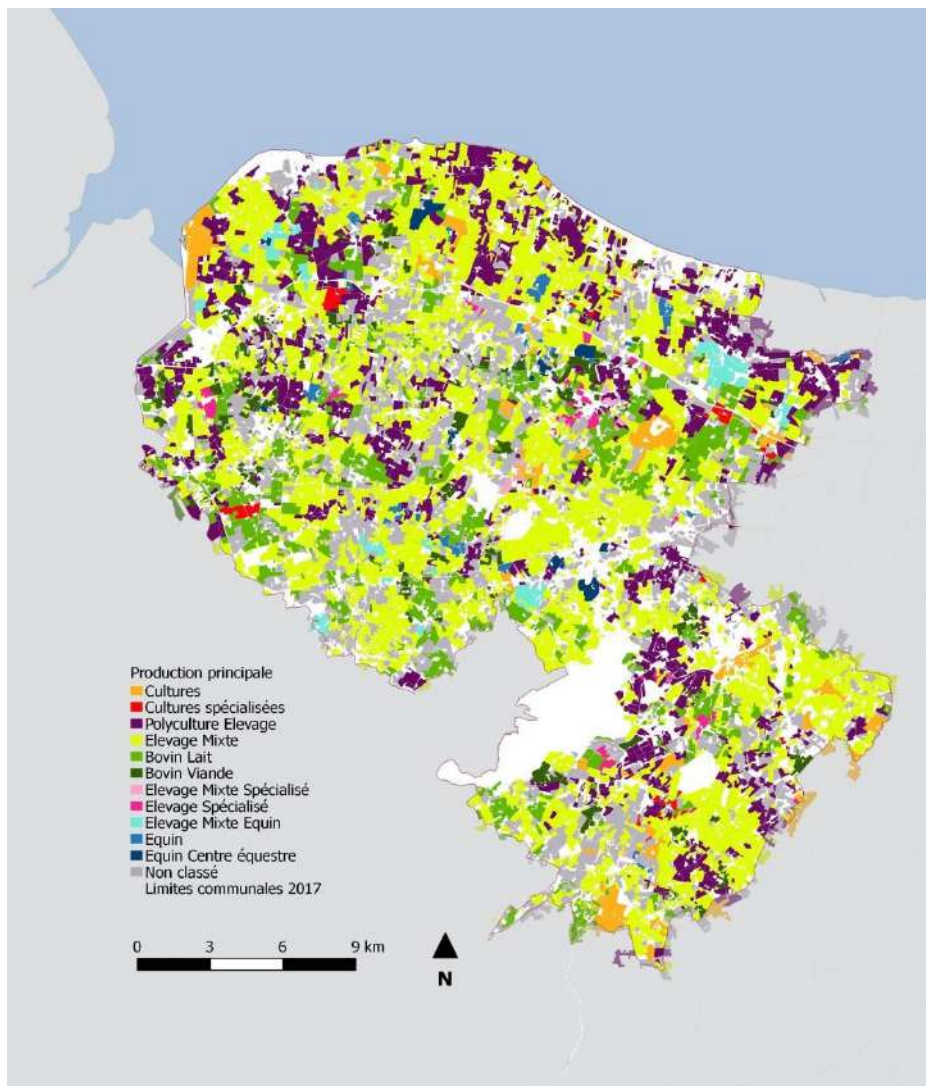 Production principale
Cultures
Cultures spécialisées
Polyculture Elevage
Elevage Mixte
Bovin Lait
Bovin Viande
Elevage Mixte Spécialisé
Elevage Spécialisé
Elevage Mixte Equin
Equin
Equin Centre équestre
Non classé
Limites communales 2017
0 3 6 9 km
N